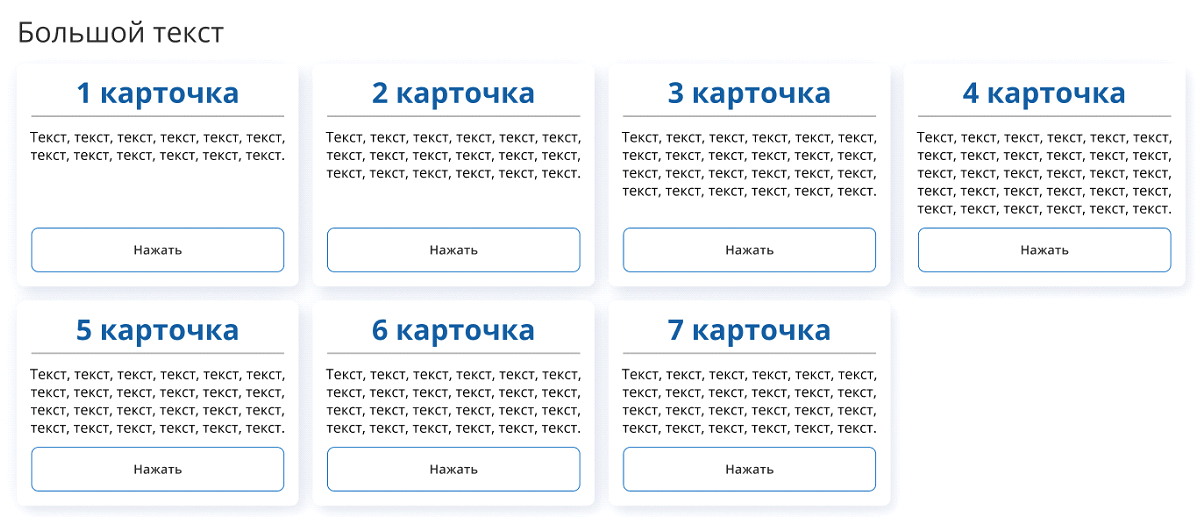 Большой текст
1 карточка
Текст, текст, текст, текст, текст, текст,
текст, текст, текст, текст, текст, текст.
Нажать
2 карточка
Текст, текст, текст, текст, текст, текст,
текст, текст, текст, текст, текст, текст,
текст, текст, текст, текст, текст, текст.
Нажать
3 карточка
Текст, текст, текст, текст, текст, текст,
текст, текст, текст, текст, текст, текст,
текст, текст, текст, текст, текст, текст,
текст, текст, текст, текст, текст, текст.
Нажать
4 карточка
Текст, текст, текст, текст, текст, текст,
текст, текст, текст, текст, текст, текст,
текст, текст, текст, текст, текст, текст,
текст, текст, текст, текст, текст, текст,
текст, текст, текст, текст, текст, текст.
Нажать
5 карточка
Текст, текст, текст, текст, текст, текст,
текст, текст, текст, текст, текст, текст,
текст, текст, текст, текст, текст, текст,
текст, текст, текст, текст, текст, текст.
Нажать
6 карточка
Текст, текст, текст, текст, текст, текст,
текст, текст, текст, текст, текст, текст,
текст, текст, текст, текст, текст, текст,
текст, текст, текст, текст, текст, текст.
Нажать
7 карточка
Текст, текст, текст, текст, текст, текст,
текст, текст, текст, текст, текст, текст,
текст, текст, текст, текст, текст, текст,
текст, текст, текст, текст, текст, текст.
Нажать